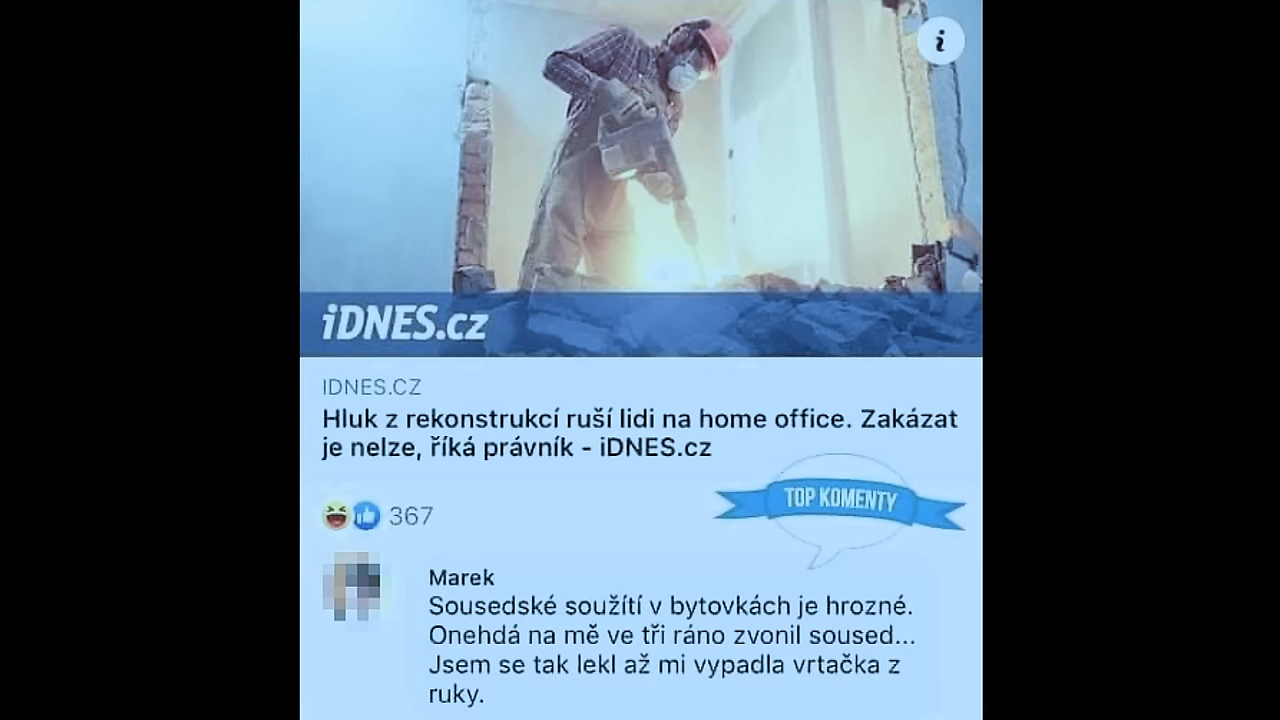 iDNES.cz
IDNES.CZ
Hluk z rekonstrukcí ruší lidi na home office. Zakázat
je nelze, říká právník - iDNES.cz
TOP KOMENTY
367
Marek
Sousedské soužítí v bytovkách je hrozné.
Onehdá na mě ve tři ráno zvonil soused...
Jsem se tak lekl až mi vypadla vrtačka z
ruky.